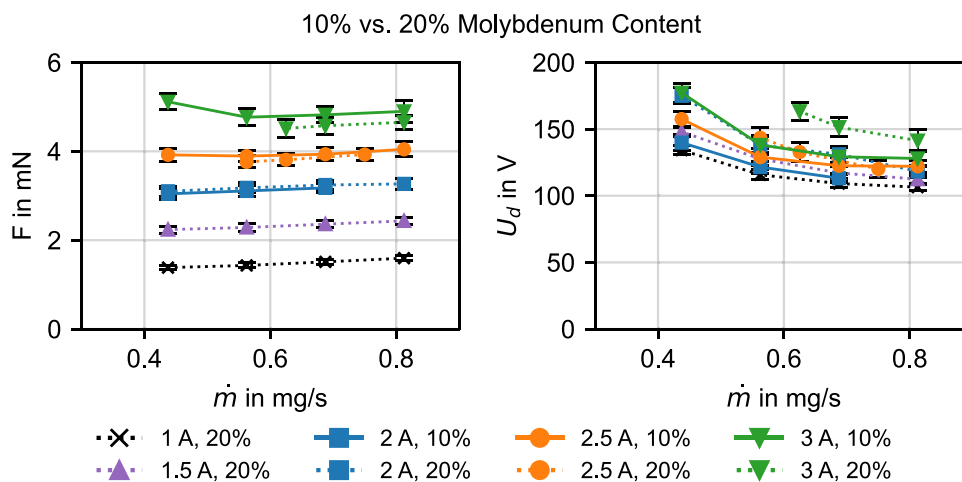 10% vs. 20% Molybdenum Content
F in mN
6
4
2
0
0.4 0.6 0.8
ṁ in mg/s
U_d in V
200
150
100
50
0
0.4 0.6 0.8
ṁ in mg/s
1 A, 20%
2 A, 10%
2.5 A, 10%
3 A, 10%
1.5 A, 20%
2 A, 20%
2.5 A, 20%
3 A, 20%